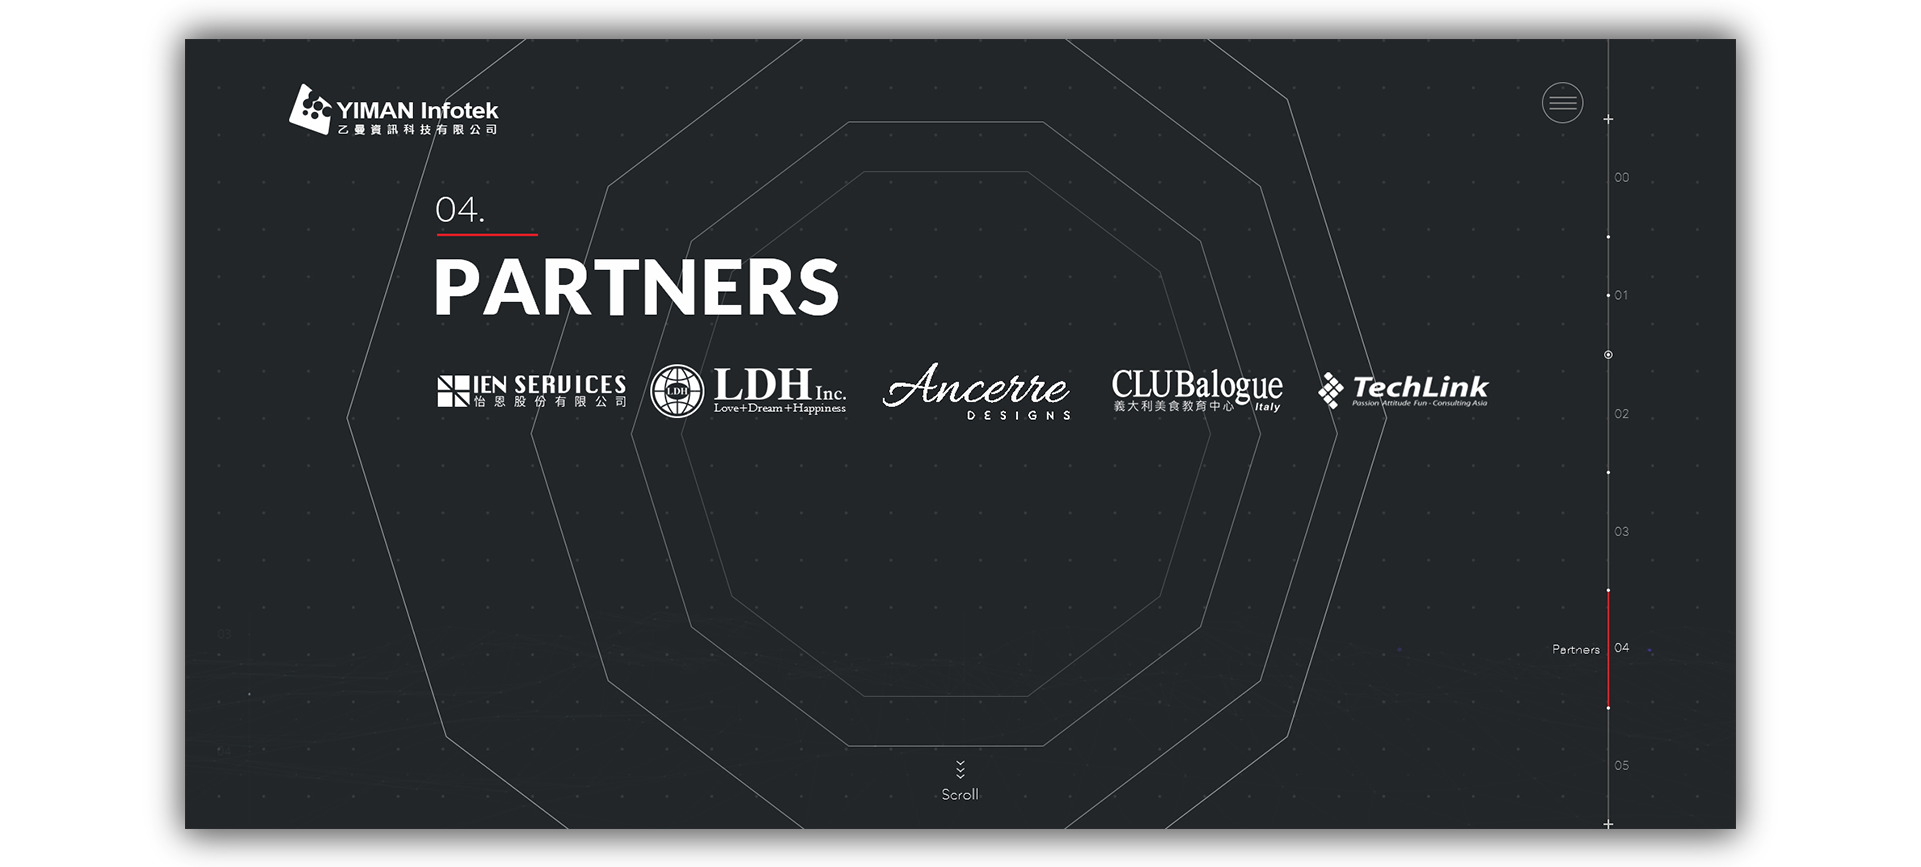 YIMAN Infotek
乙曼資訊科技有限公司
04.
PARTNERS
IEN SERVICES
怡恩股份有限公司
LDH
LDH Inc.
Love+Dream+Happiness
Ancerre
DESIGNS
CLUBalogue
義大利美食教育中心 Italy
TechLink
Passion Attitude Fun - Consulting Asia
00
01
02
03
03
Partners 04
05
Scroll